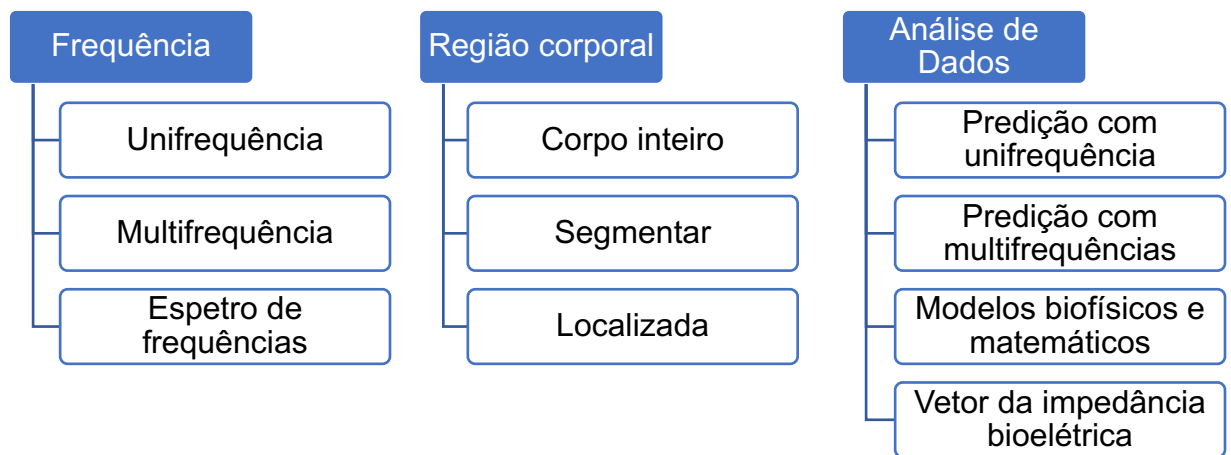 Frequência
Unifrequência
Multifrequência
Espetro de
frequências
Região corporal
Corpo inteiro
Segmentar
Localizada
Análise de
Dados
Predição com
unifrequência
Predição com
multifrequências
Modelos biofísicos e
matemáticos
Vetor da impedância
bioelétrica